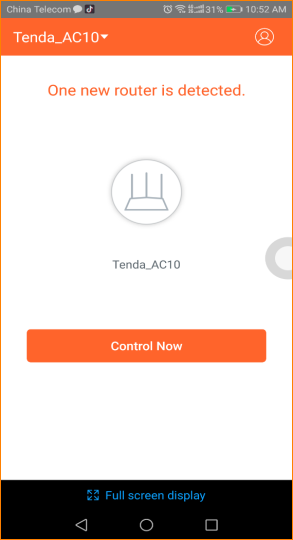 China Telecom 31% 10:52 AM
Tenda_AC10
One new router is detected.
Tenda_AC10
Control Now
Full screen display